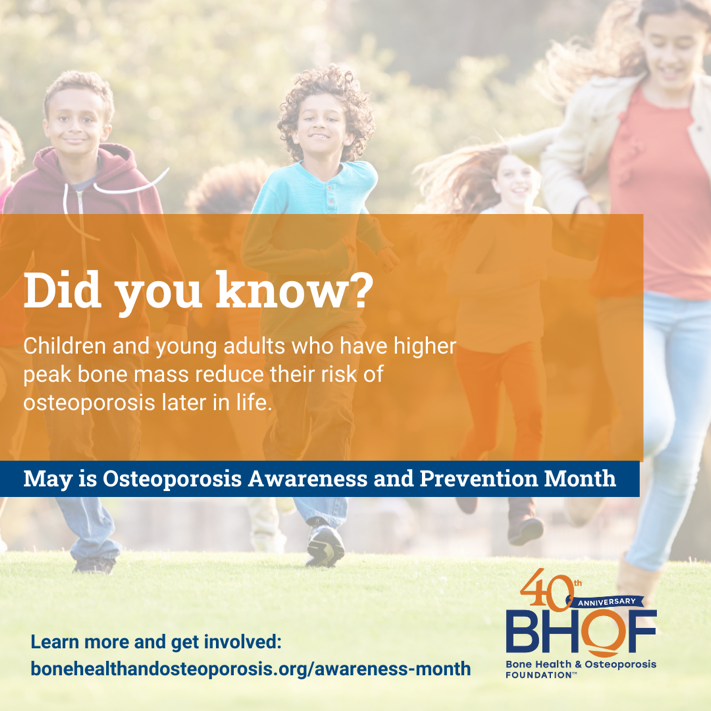 Did you know?
Children and young adults who have higher
peak bone mass reduce their risk of
osteoporosis later in life.
May is Osteoporosis Awareness and Prevention Month
Learn more and get involved:
bonehealthandosteoporosis.org/awareness-month
40th
ANNIVERSARY
BHOF
Bone Health & Osteoporosis
FOUNDATION™